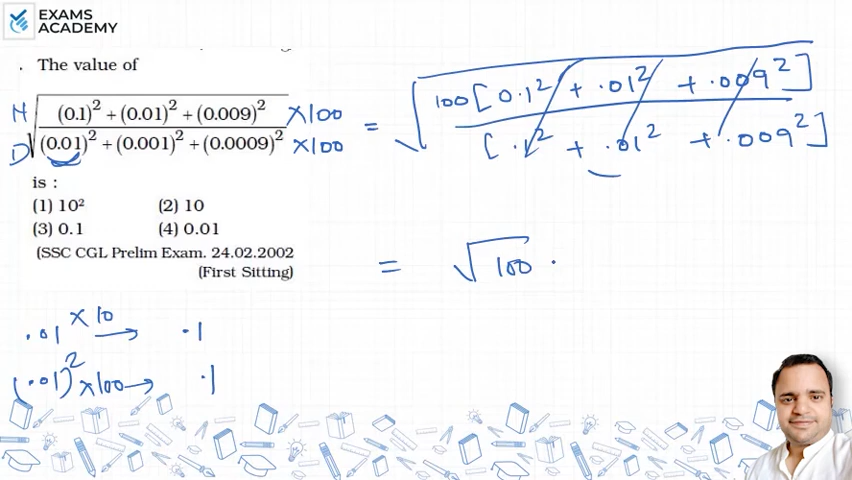 EXAMS
ACADEMY
. The value of
N √ (0.1)² + (0.01)² + (0.009)² ×100
D (0.01)² + (0.001)² + (0.0009)² ×100
= √ 100[0.1² + .01² + .009²]
[.1² + .01² + .009²]
is :
(1) 10² (2) 10
(3) 0.1 (4) 0.01
(SSC CGL Prelim Exam. 24.02.2002
(First Sitting)
= √100 .
.01 ×10 → .1
(.01)² ×100 → .1